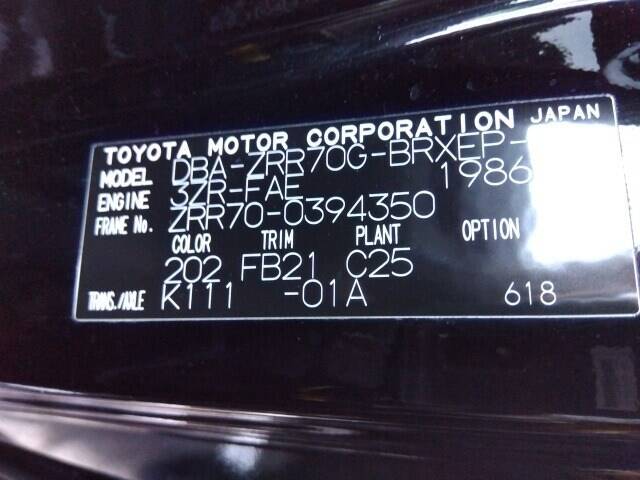 TOYOTA MOTOR CORPORATION JAPAN
MODEL DBA-ZRR70G-BRXEP-
ENGINE 3ZR-FAE 1986
FRAME No. ZRR70-0394350
COLOR TRIM PLANT OPTION
202 FB21 C25
TRANS./AXLE K111 -01A 618